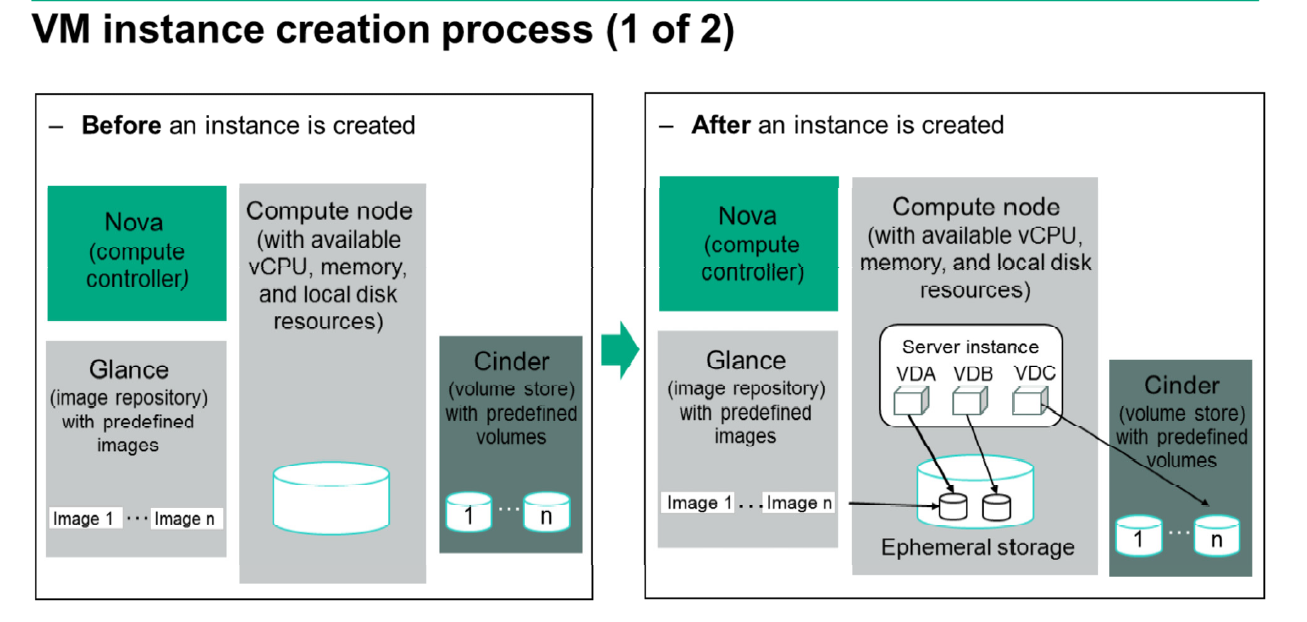 VM instance creation process (1 of 2)
– Before an instance is created
Nova
(compute
controller)
Compute node
(with available
vCPU, memory,
and local disk
resources)
Glance
(image repository)
with predefined
images
Image 1 ... Image n
Cinder
(volume store)
with predefined
volumes
1 ... n
– After an instance is created
Nova
(compute
controller)
Compute node
(with available vCPU,
memory, and local disk
resources)
Server instance
VDA VDB VDC
Glance
(image repository)
with predefined
images
Image 1 ... Image n
Ephemeral storage
Cinder
(volume store)
with predefined
volumes
1 ... n